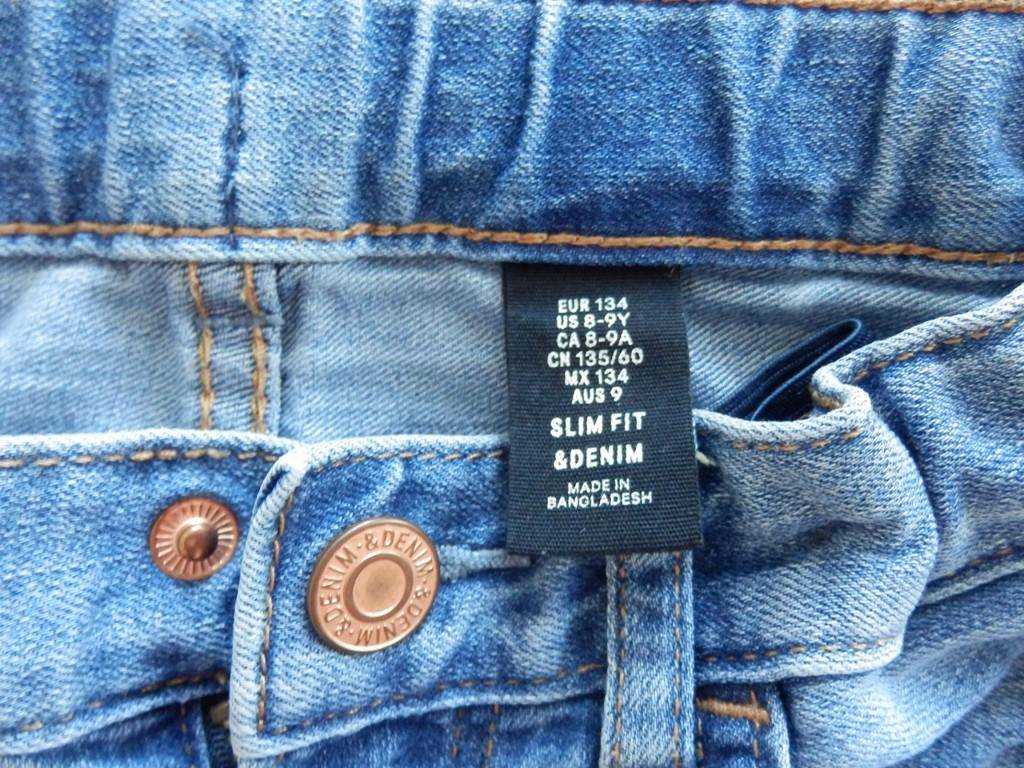 EUR 134
US 8-9Y
CA 8-9A
CN 135/60
MX 134
AUS 9
SLIM FIT
&DENIM
MADE IN
BANGLADESH
&DENIM · &DENIM · &DENIM ·